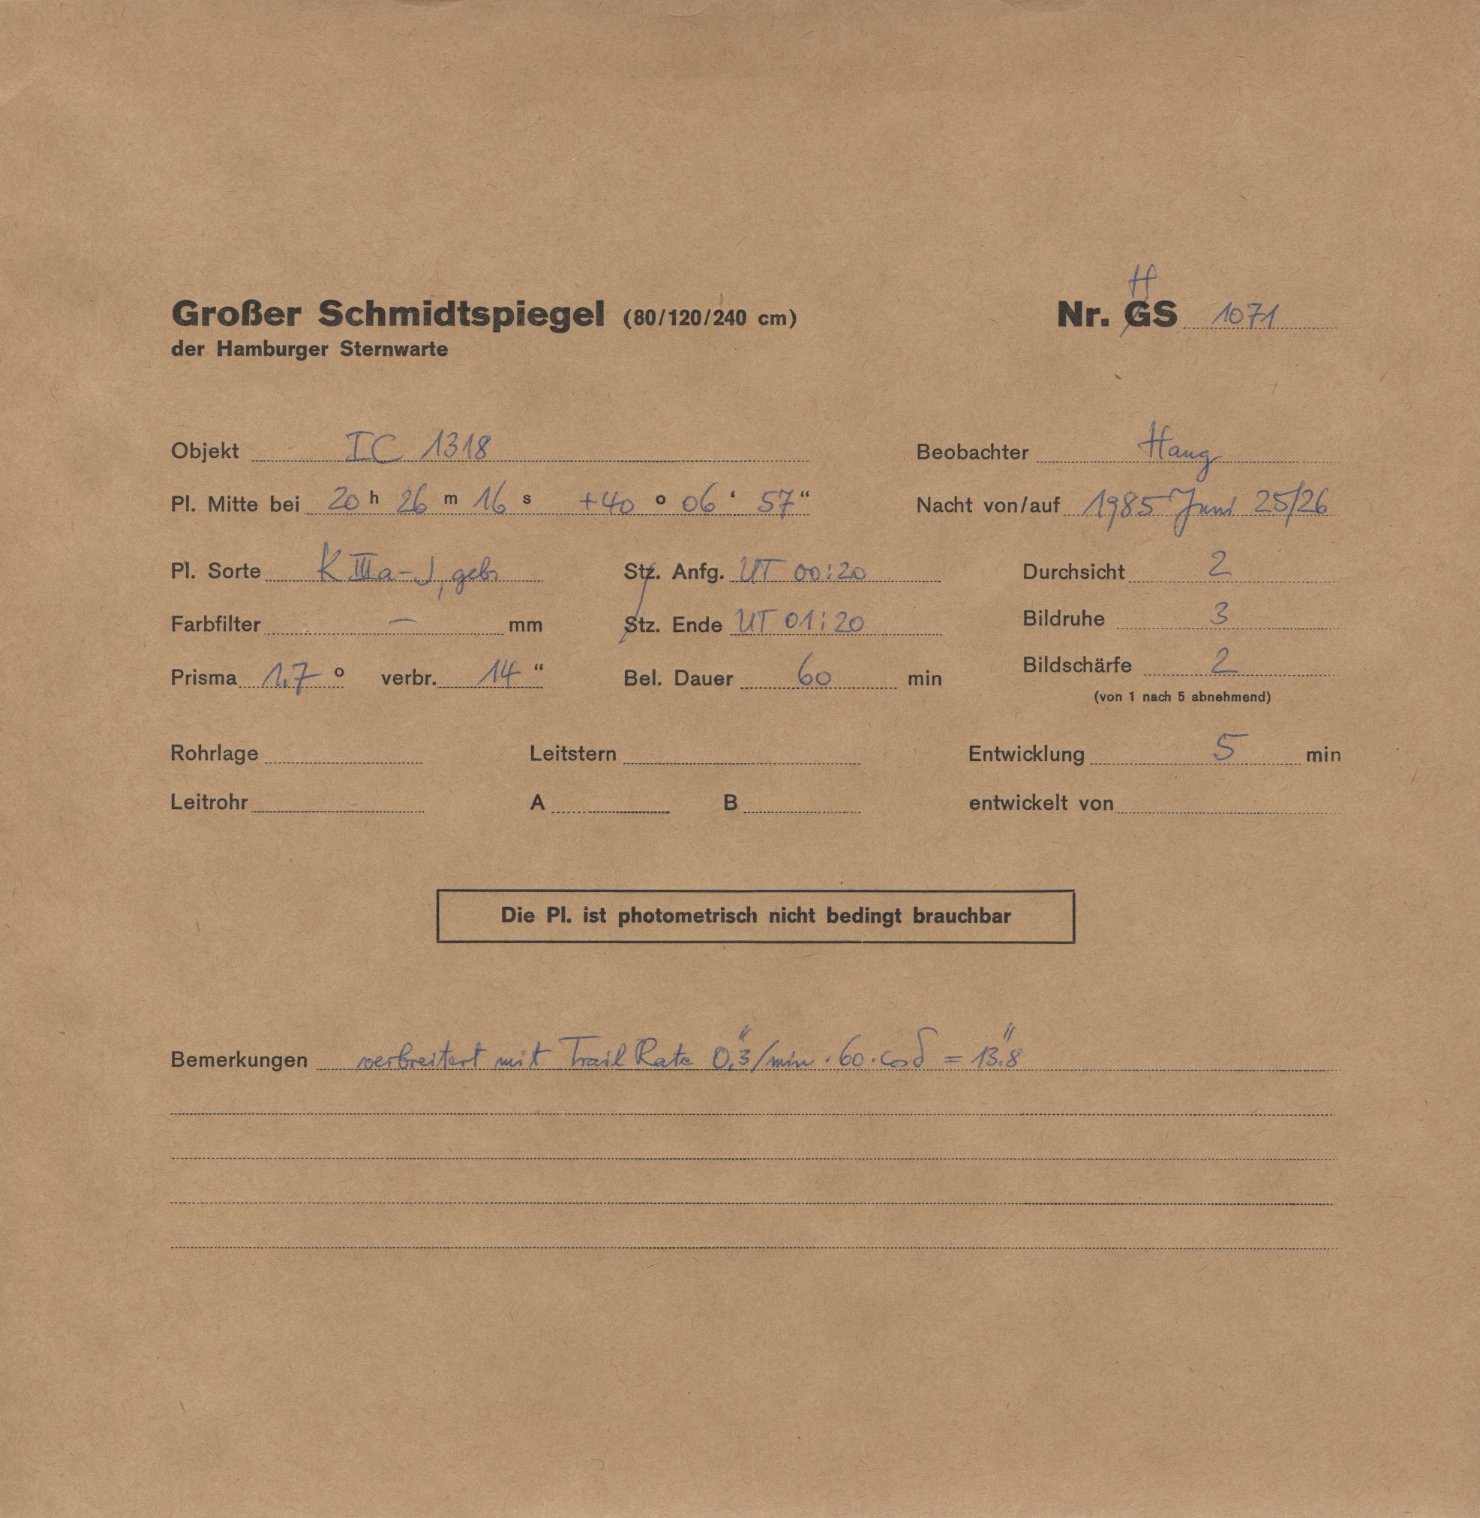 H
Großer Schmidtspiegel (80/120/240 cm) Nr. GS 1071
der Hamburger Sternwarte
Objekt IC 1318 Beobachter Haug
Pl. Mitte bei 20 h 26 m 16 s +40 o 06 ' 57 “ Nacht von/auf 1985 Juni 25/26
Pl. Sorte K IIIa-J, geb. Stz. Anfg. UT 00:20 Durchsicht 2
Farbfilter — mm Stz. Ende UT 01:20 Bildruhe 3
Prisma 1.7 o verbr. 14 “ Bel. Dauer 60 min Bildschärfe 2
(von 1 nach 5 abnehmend)
Rohrlage Leitstern Entwicklung 5 min
Leitrohr A B entwickelt von
Die Pl. ist photometrisch nicht bedingt brauchbar
Bemerkungen verbreitert mit Trail Rate 0",3/min · 60 · cos δ = 13".8